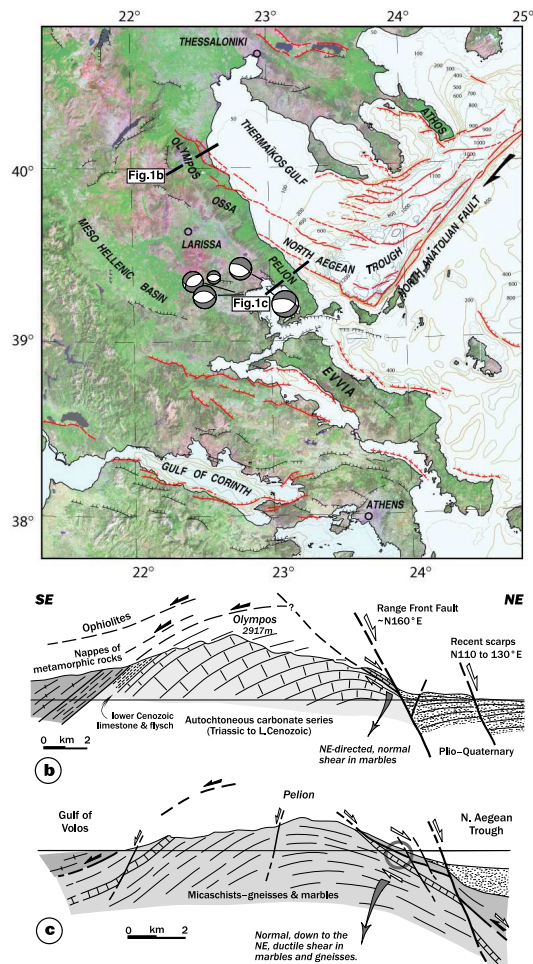 22° 23° 24° 25°
THESSALONIKI
ATHOS
THERMAÏKOS GULF
40°
OLYMPOS
Fig.1b
OSSA
LARISSA
NORTH AEGEAN
TROUGH
NORTH ANATOLIAN FAULT
MESO HELLENIC
BASIN
PELION
Fig.1c
39°
EVVIA
GULF OF CORINTH
ATHENS
38°
22° 23° 24°
SE NE
Ophiolites
Nappes of
metamorphic rocks
Olympos
2917m
?
Range Front Fault
~N160°E
Recent scarps
N110 to 130°E
lower Cenozoic
limestone & flysch
Autochtoneous carbonate series
(Triassic to L.Cenozoic)
NE-directed, normal
shear in marbles
Plio-Quaternary
0 km 2
b
Gulf of
Volos
Pelion
N. Aegean
Trough
Micaschists-gneisses & marbles
Normal, down to the
NE, ductile shear in
marbles and gneisses.
0 km 2
c